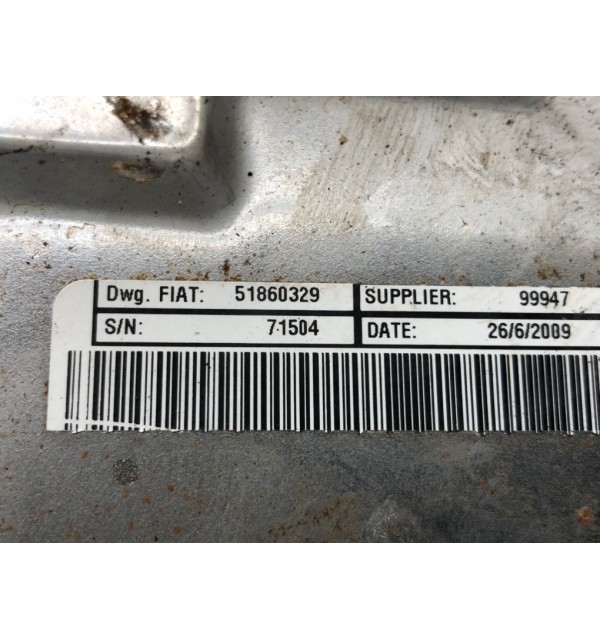 Dwg. FIAT: 51860329 SUPPLIER: 99947
S/N: 71504 DATE: 26/6/2009